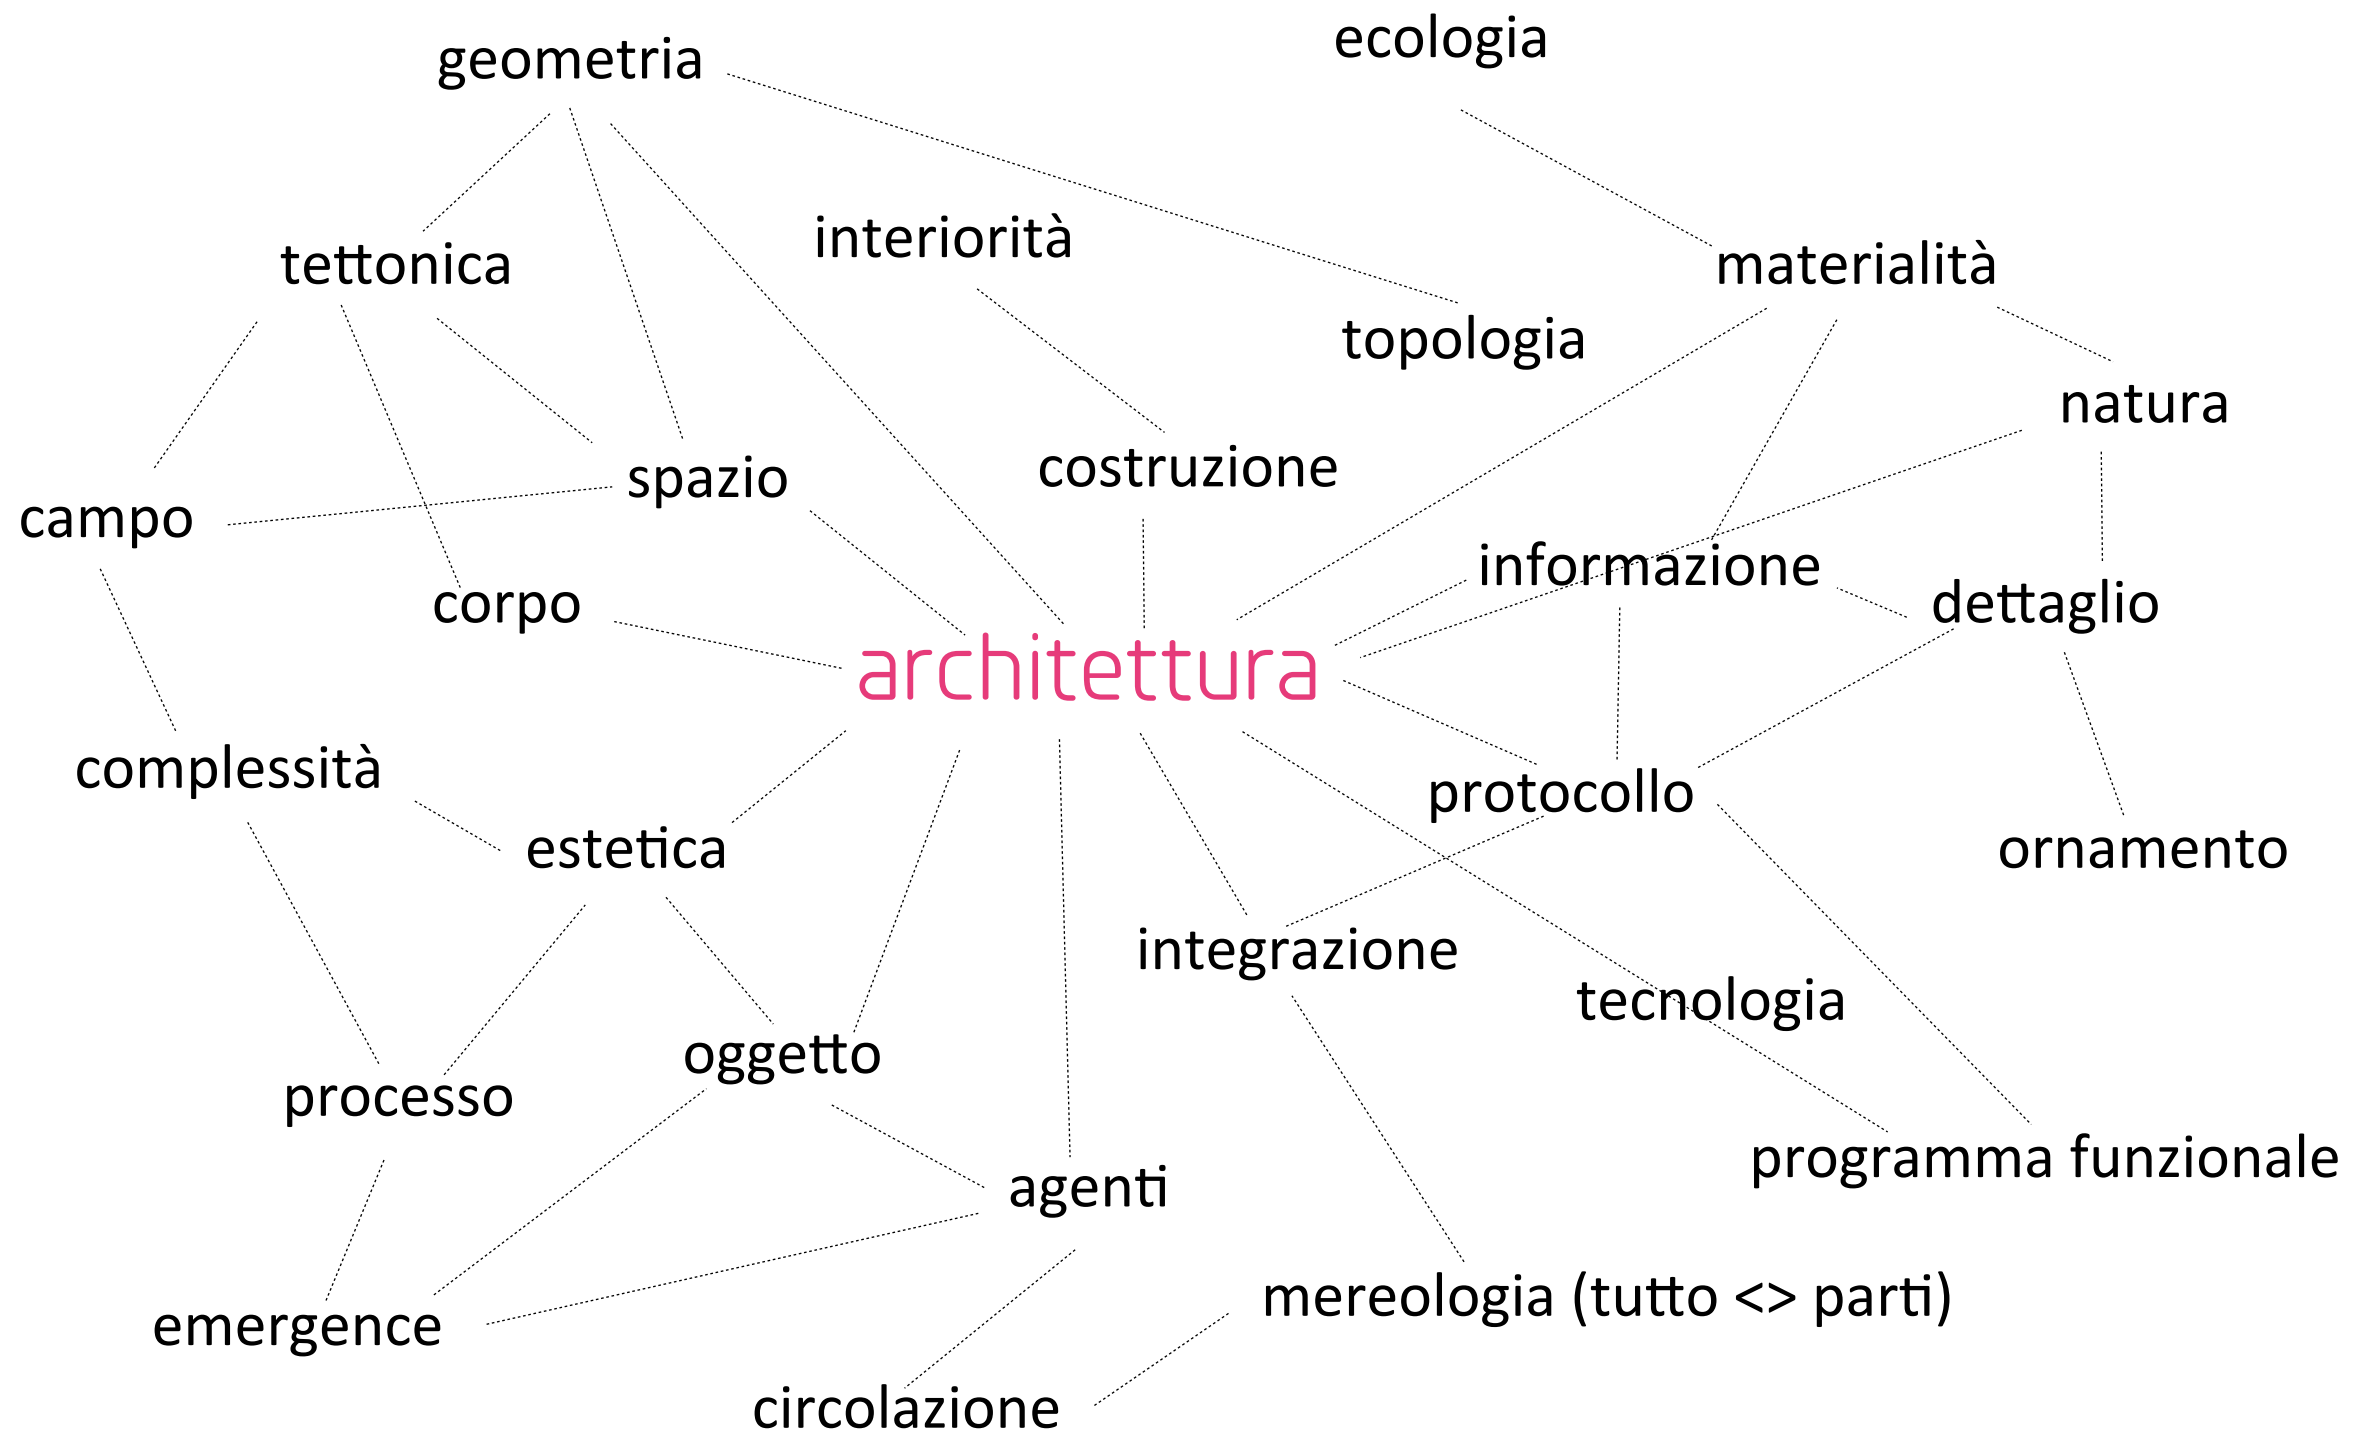 geometria
ecologia
interiorità
tettonica
materialità
topologia
natura
costruzione
spazio
campo
informazione
corpo
dettaglio
architettura
complessità
protocollo
estetica
ornamento
integrazione
tecnologia
oggetto
processo
programma funzionale
agenti
mereologia (tutto <> parti)
emergence
circolazione